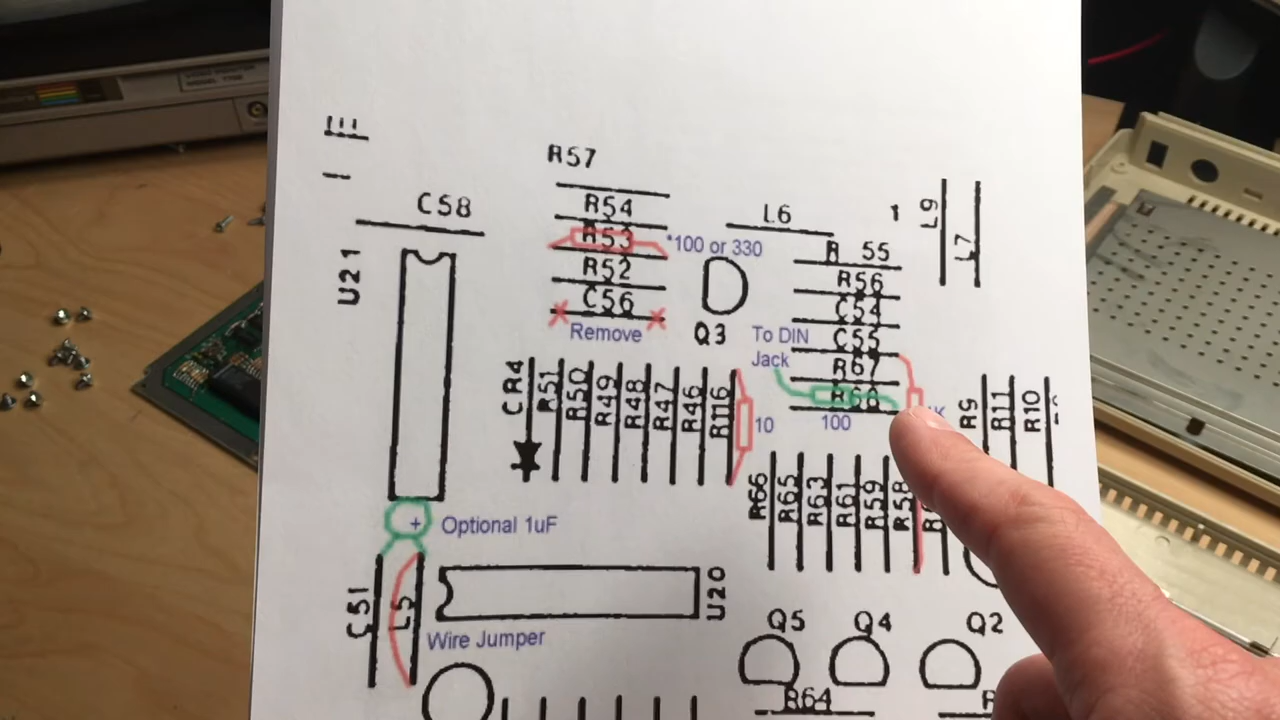 R57
C58
R54
R53
*100 or 330
R52
C56
Remove
L6
1
L9
L7
R 55
R56
C54
C55
R67
R68
100
To DIN
Jack
Q3
U21
CR4
R51
R50
R49
R48
R47
R46
R116
10
R66
R65
R63
R61
R59
R58
R9
R11
R10
+
Optional 1uF
C51
L5
Wire Jumper
U20
Q5
Q4
Q2
R64